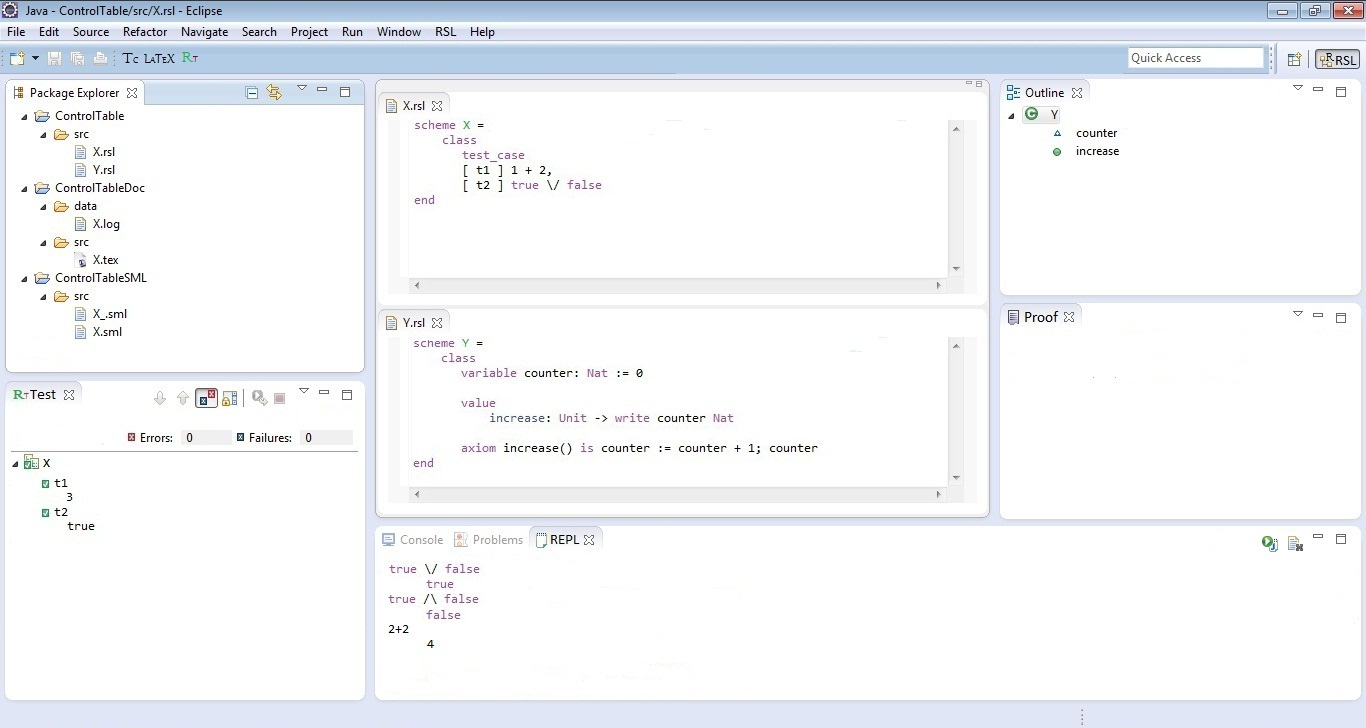 Java - ControlTable/src/X.rsl - Eclipse
File Edit Source Refactor Navigate Search Project Run Window RSL Help
Tc LATEX RT Quick Access RSL
Package Explorer
ControlTable
src
X.rsl
Y.rsl
ControlTableDoc
data
X.log
src
X.tex
ControlTableSML
src
X_.sml
X.sml
RT Test
Errors: 0 Failures: 0
X
t1
3
t2
true
X.rsl
scheme X =
class
test_case
[ t1 ] 1 + 2,
[ t2 ] true \/ false
end
Y.rsl
scheme Y =
class
variable counter: Nat := 0
value
increase: Unit -> write counter Nat
axiom increase() is counter := counter + 1; counter
end
Console Problems REPL
true \/ false
true
true /\ false
false
2+2
4
Outline
Y
counter
increase
Proof